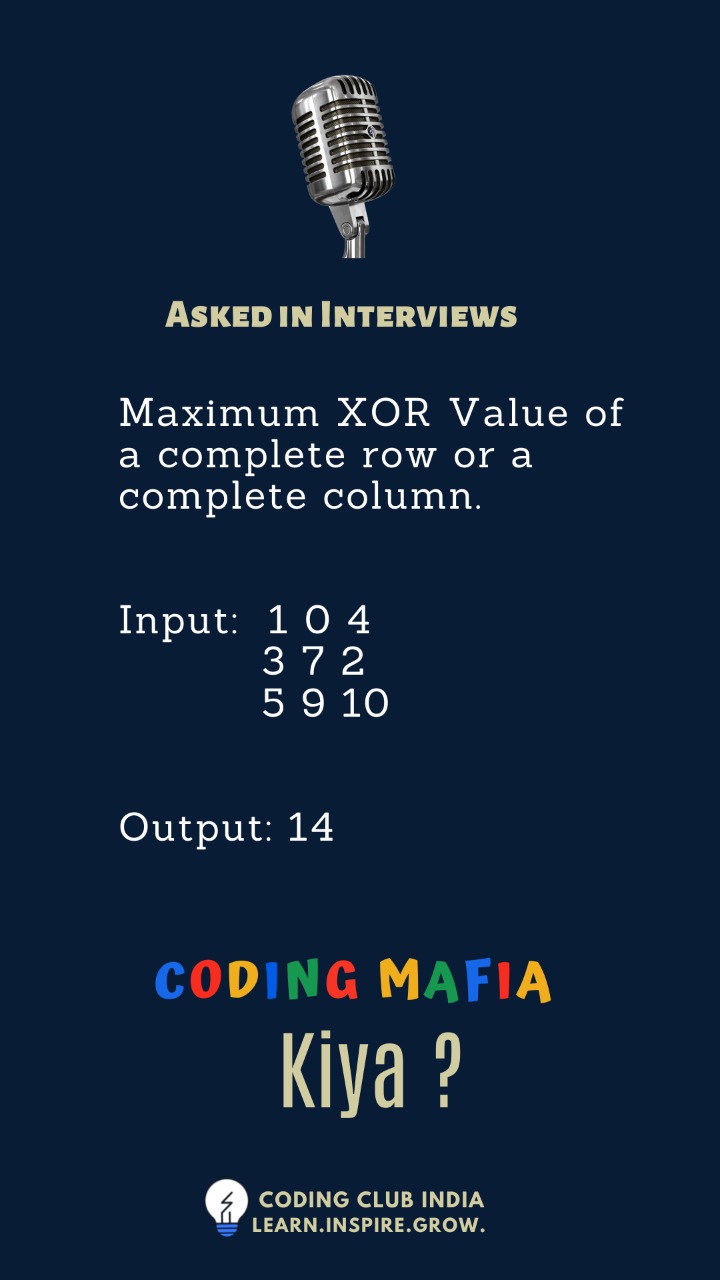 Asked in Interviews
Maximum XOR Value of
a complete row or a
complete column.
Input: 1 0 4
3 7 2
5 9 10
Output: 14
CODING MAFIA
Kiya ?
CODING CLUB INDIA
LEARN.INSPIRE.GROW.